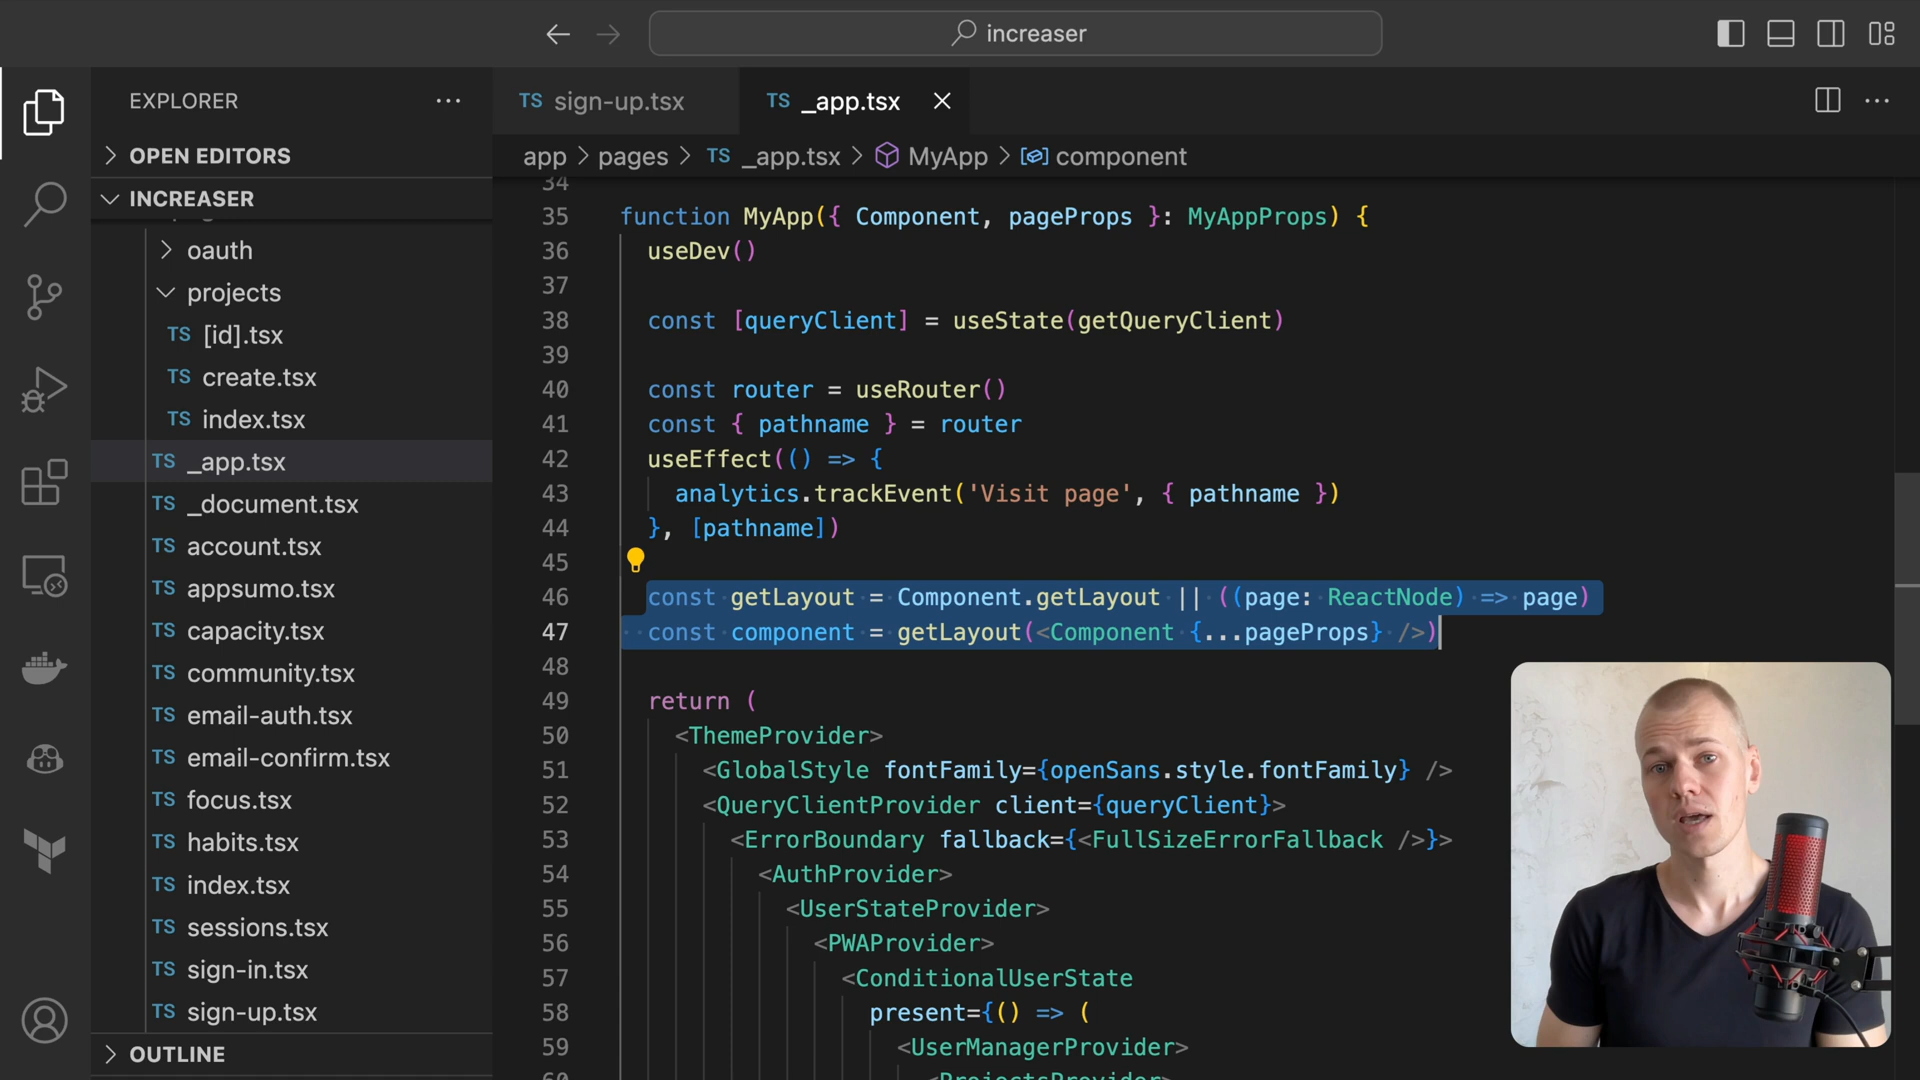 increaser
EXPLORER
OPEN EDITORS
INCREASER
oauth
projects
TS [id].tsx
TS create.tsx
TS index.tsx
TS _app.tsx
TS _document.tsx
TS account.tsx
TS appsumo.tsx
TS capacity.tsx
TS community.tsx
TS email-auth.tsx
TS email-confirm.tsx
TS focus.tsx
TS habits.tsx
TS index.tsx
TS sessions.tsx
TS sign-in.tsx
TS sign-up.tsx
OUTLINE
TS sign-up.tsx
TS _app.tsx
app > pages > TS _app.tsx > MyApp > component
34
35 function MyApp({ Component, pageProps }: MyAppProps) {
36 useDev()
37
38 const [queryClient] = useState(getQueryClient)
39
40 const router = useRouter()
41 const { pathname } = router
42 useEffect(() => {
43 analytics.trackEvent('Visit page', { pathname })
44 }, [pathname])
45
46 const getLayout = Component.getLayout || ((page: ReactNode) => page)
47 const component = getLayout(<Component {...pageProps} />)
48
49 return (
50 <ThemeProvider>
51 <GlobalStyle fontFamily={openSans.style.fontFamily} />
52 <QueryClientProvider client={queryClient}>
53 <ErrorBoundary fallback={<FullSizeErrorFallback />}>
54 <AuthProvider>
55 <UserStateProvider>
56 <PWAProvider>
57 <ConditionalUserState
58 present={() => (
59 <UserManagerProvider>
60 <ProjectsProvider>